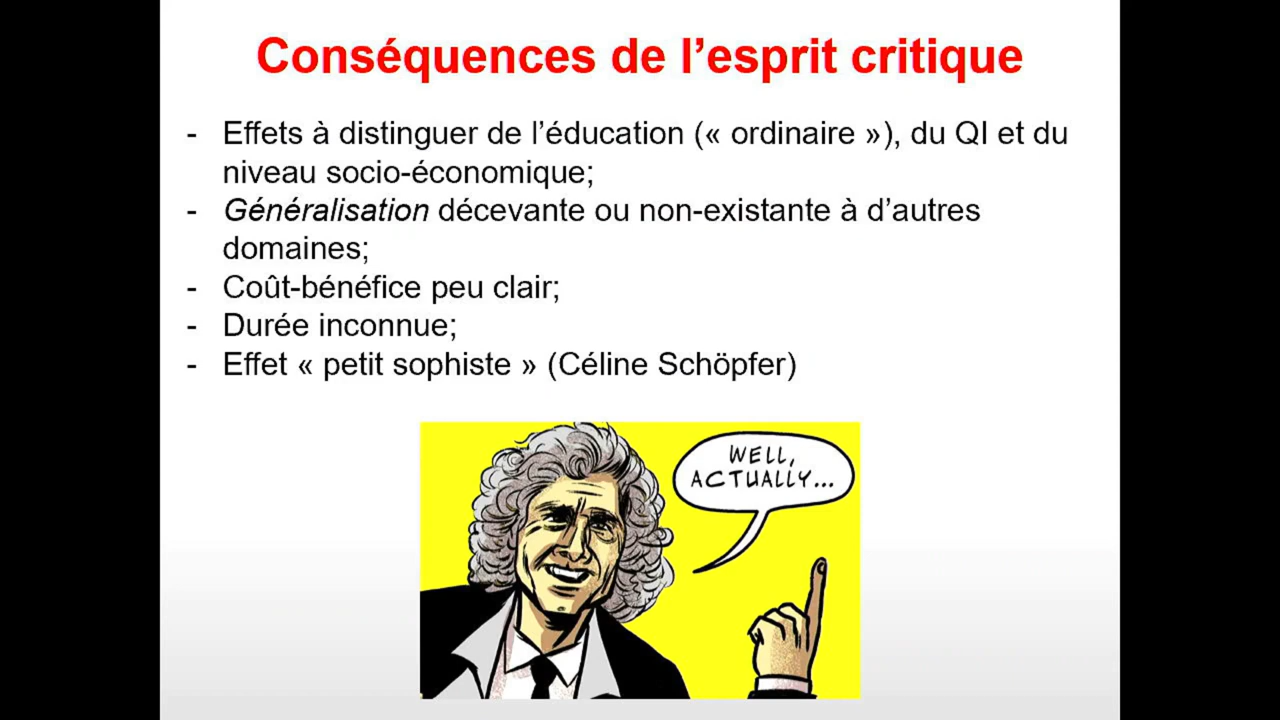 Conséquences de l’esprit critique
- Effets à distinguer de l’éducation (« ordinaire »), du QI et du
niveau socio-économique;
- Généralisation décevante ou non-existante à d’autres
domaines;
- Coût-bénéfice peu clair;
- Durée inconnue;
- Effet « petit sophiste » (Céline Schöpfer)
WELL,
ACTUALLY...